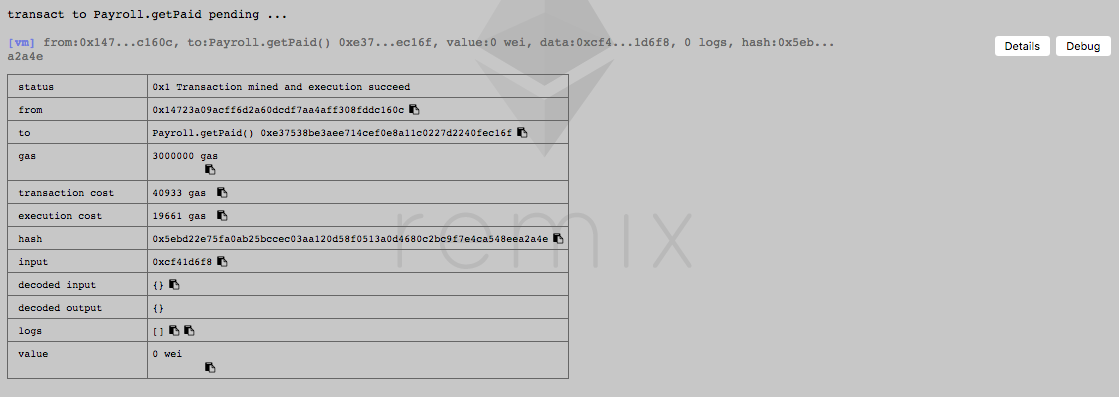 transact to Payroll.getPaid pending ...
[vm] from:0x147...c160c, to:Payroll.getPaid() 0xe37...ec16f, value:0 wei, data:0xcf4...1d6f8, 0 logs, hash:0x5eb...
a2a4e
Details
Debug
status 0x1 Transaction mined and execution succeed
from 0x14723a09acff6d2a60dcdf7aa4aff308fddc160c
to Payroll.getPaid() 0xe37538be3aee714cef0e8a11c0227d2240fec16f
gas 3000000 gas
transaction cost 40933 gas
execution cost 19661 gas
hash 0x5ebd22e75fa0ab25bccec03aa120d58f0513a0d4680c2bc9f7e4ca548eea2a4e
input 0xcf41d6f8
decoded input {}
decoded output {}
logs []
value 0 wei
remix